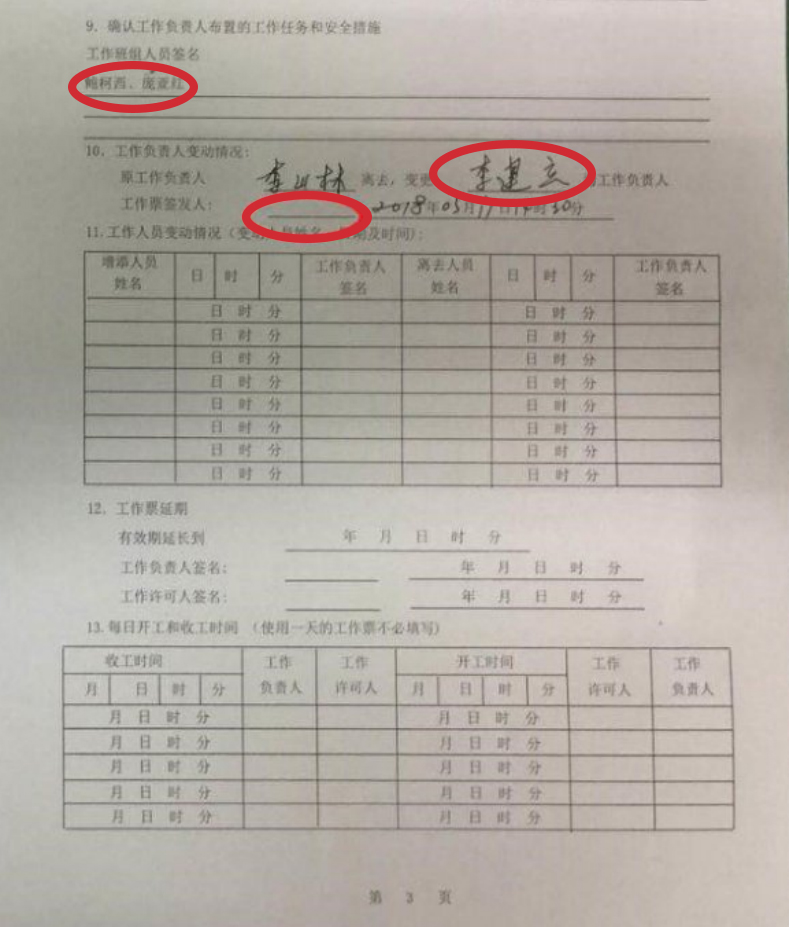 9. 确认工作负责人布置的工作任务和安全措施
工作班组人员签名
鲍柯西、庞亚红
10. 工作负责人变动情况:
原工作负责人 离去, 变更 李建立 工作负责人
工作票签发人: 2018年05月 日14时30分
11. 工作人员变动情况 (变动人员姓名、 及时间):
增添人员姓名 日 时 分 工作负责人签名 离去人员姓名 日 时 分 工作负责人签名
日 时 分 日 时 分
日 时 分 日 时 分
日 时 分 日 时 分
日 时 分 日 时 分
日 时 分 日 时 分
日 时 分 日 时 分
日 时 分 日 时 分
日 时 分 日 时 分
12. 工作票延期
有效期延长到 年 月 日 时 分
工作负责人签名: 年 月 日 时 分
工作许可人签名: 年 月 日 时 分
13. 每日开工和收工时间 (使用一天的工作票不必填写)
收工时间 工作负责人 工作许可人 开工时间 工作许可人 工作负责人
月 日 时 分 月 日 时 分
月 日 时 分 月 日 时 分
月 日 时 分 月 日 时 分
月 日 时 分 月 日 时 分
月 日 时 分 月 日 时 分
月 日 时 分 月 日 时 分
第 3 页